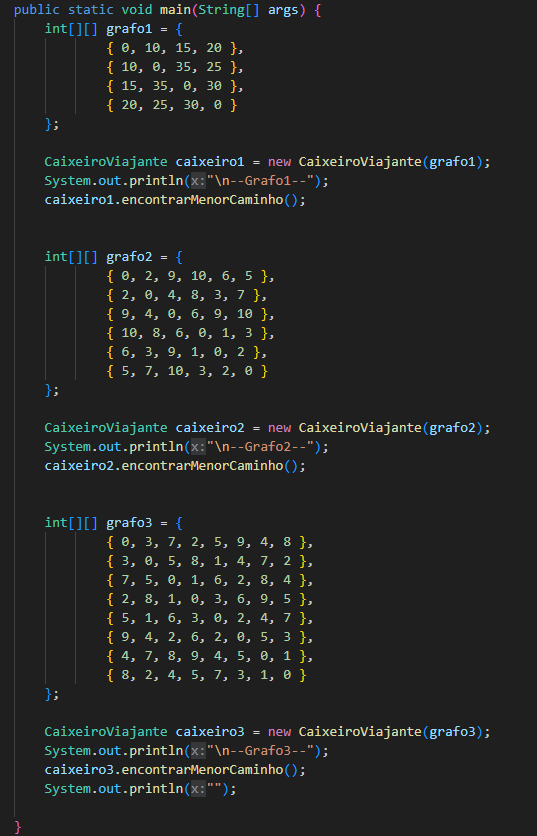 public static void main(String[] args) {
int[][] grafo1 = {
{ 0, 10, 15, 20 },
{ 10, 0, 35, 25 },
{ 15, 35, 0, 30 },
{ 20, 25, 30, 0 }
};
CaixeiroViajante caixeiro1 = new CaixeiroViajante(grafo1);
System.out.println(x:"\n--Grafo1--");
caixeiro1.encontrarMenorCaminho();
int[][] grafo2 = {
{ 0, 2, 9, 10, 6, 5 },
{ 2, 0, 4, 8, 3, 7 },
{ 9, 4, 0, 6, 9, 10 },
{ 10, 8, 6, 0, 1, 3 },
{ 6, 3, 9, 1, 0, 2 },
{ 5, 7, 10, 3, 2, 0 }
};
CaixeiroViajante caixeiro2 = new CaixeiroViajante(grafo2);
System.out.println(x:"\n--Grafo2--");
caixeiro2.encontrarMenorCaminho();
int[][] grafo3 = {
{ 0, 3, 7, 2, 5, 9, 4, 8 },
{ 3, 0, 5, 8, 1, 4, 7, 2 },
{ 7, 5, 0, 1, 6, 2, 8, 4 },
{ 2, 8, 1, 0, 3, 6, 9, 5 },
{ 5, 1, 6, 3, 0, 2, 4, 7 },
{ 9, 4, 2, 6, 2, 0, 5, 3 },
{ 4, 7, 8, 9, 4, 5, 0, 1 },
{ 8, 2, 4, 5, 7, 3, 1, 0 }
};
CaixeiroViajante caixeiro3 = new CaixeiroViajante(grafo3);
System.out.println(x:"\n--Grafo3--");
caixeiro3.encontrarMenorCaminho();
System.out.println(x:"");
}